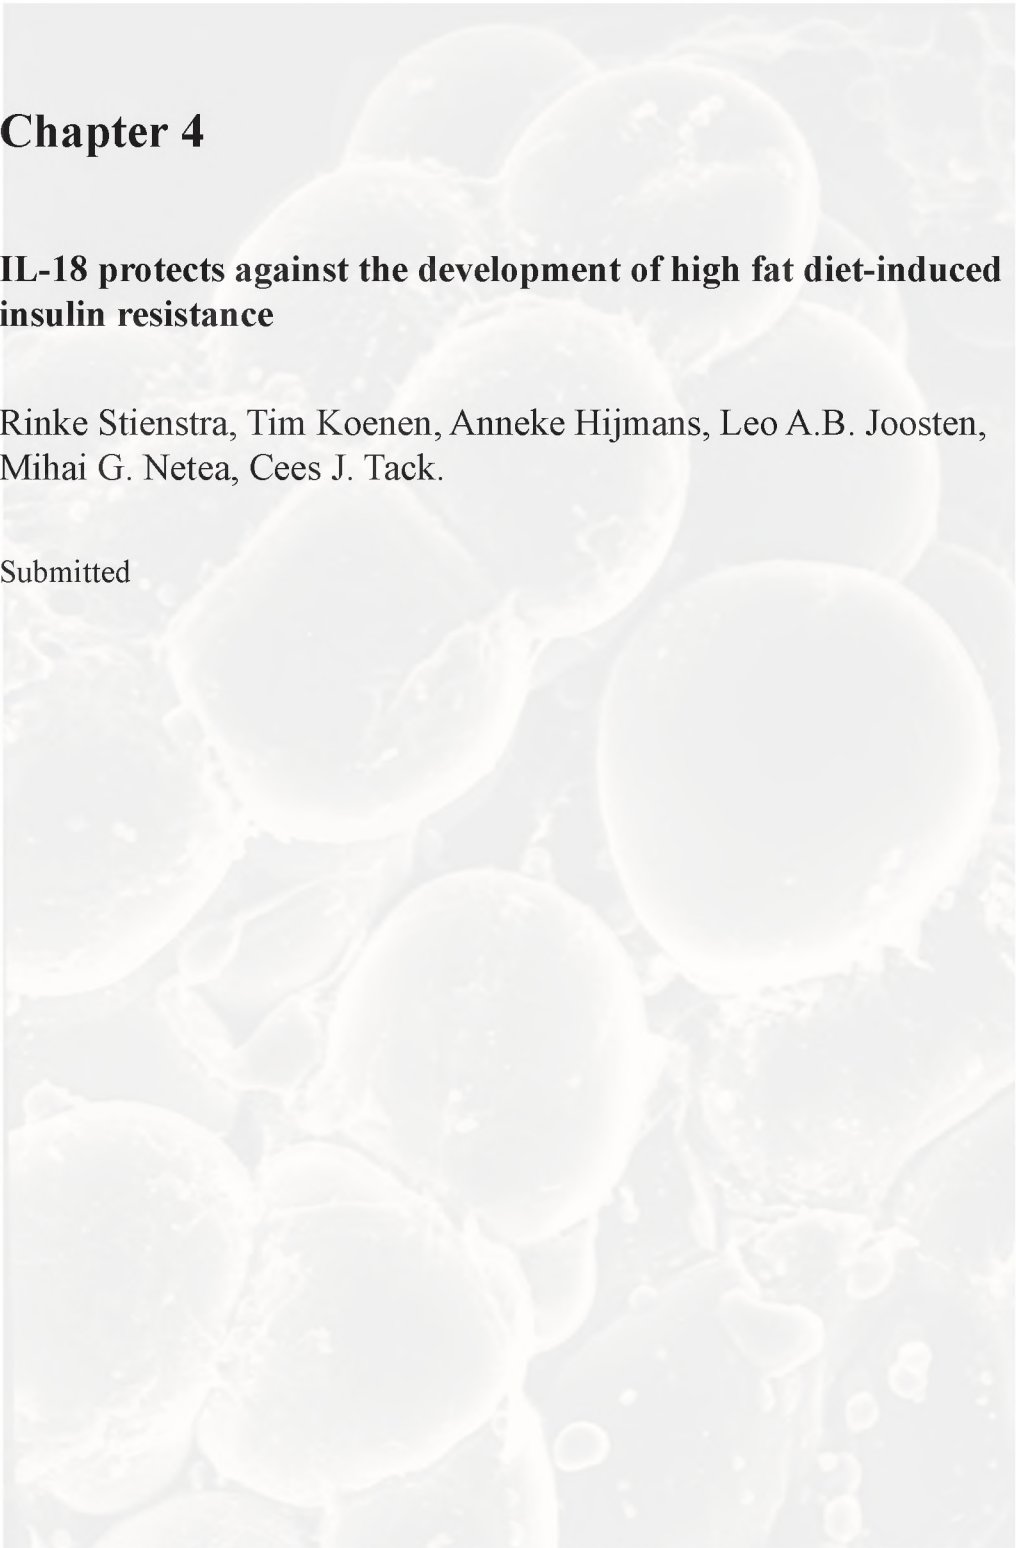 Chapter 4
IL-18 protects against the development of high fat diet-induced
insulin resistance
Rinke Stienstra, Tim Koenen, Anneke Hijmans, Leo A.B. Joosten,
Mihai G. Netea, Cees J. Tack.
Submitted